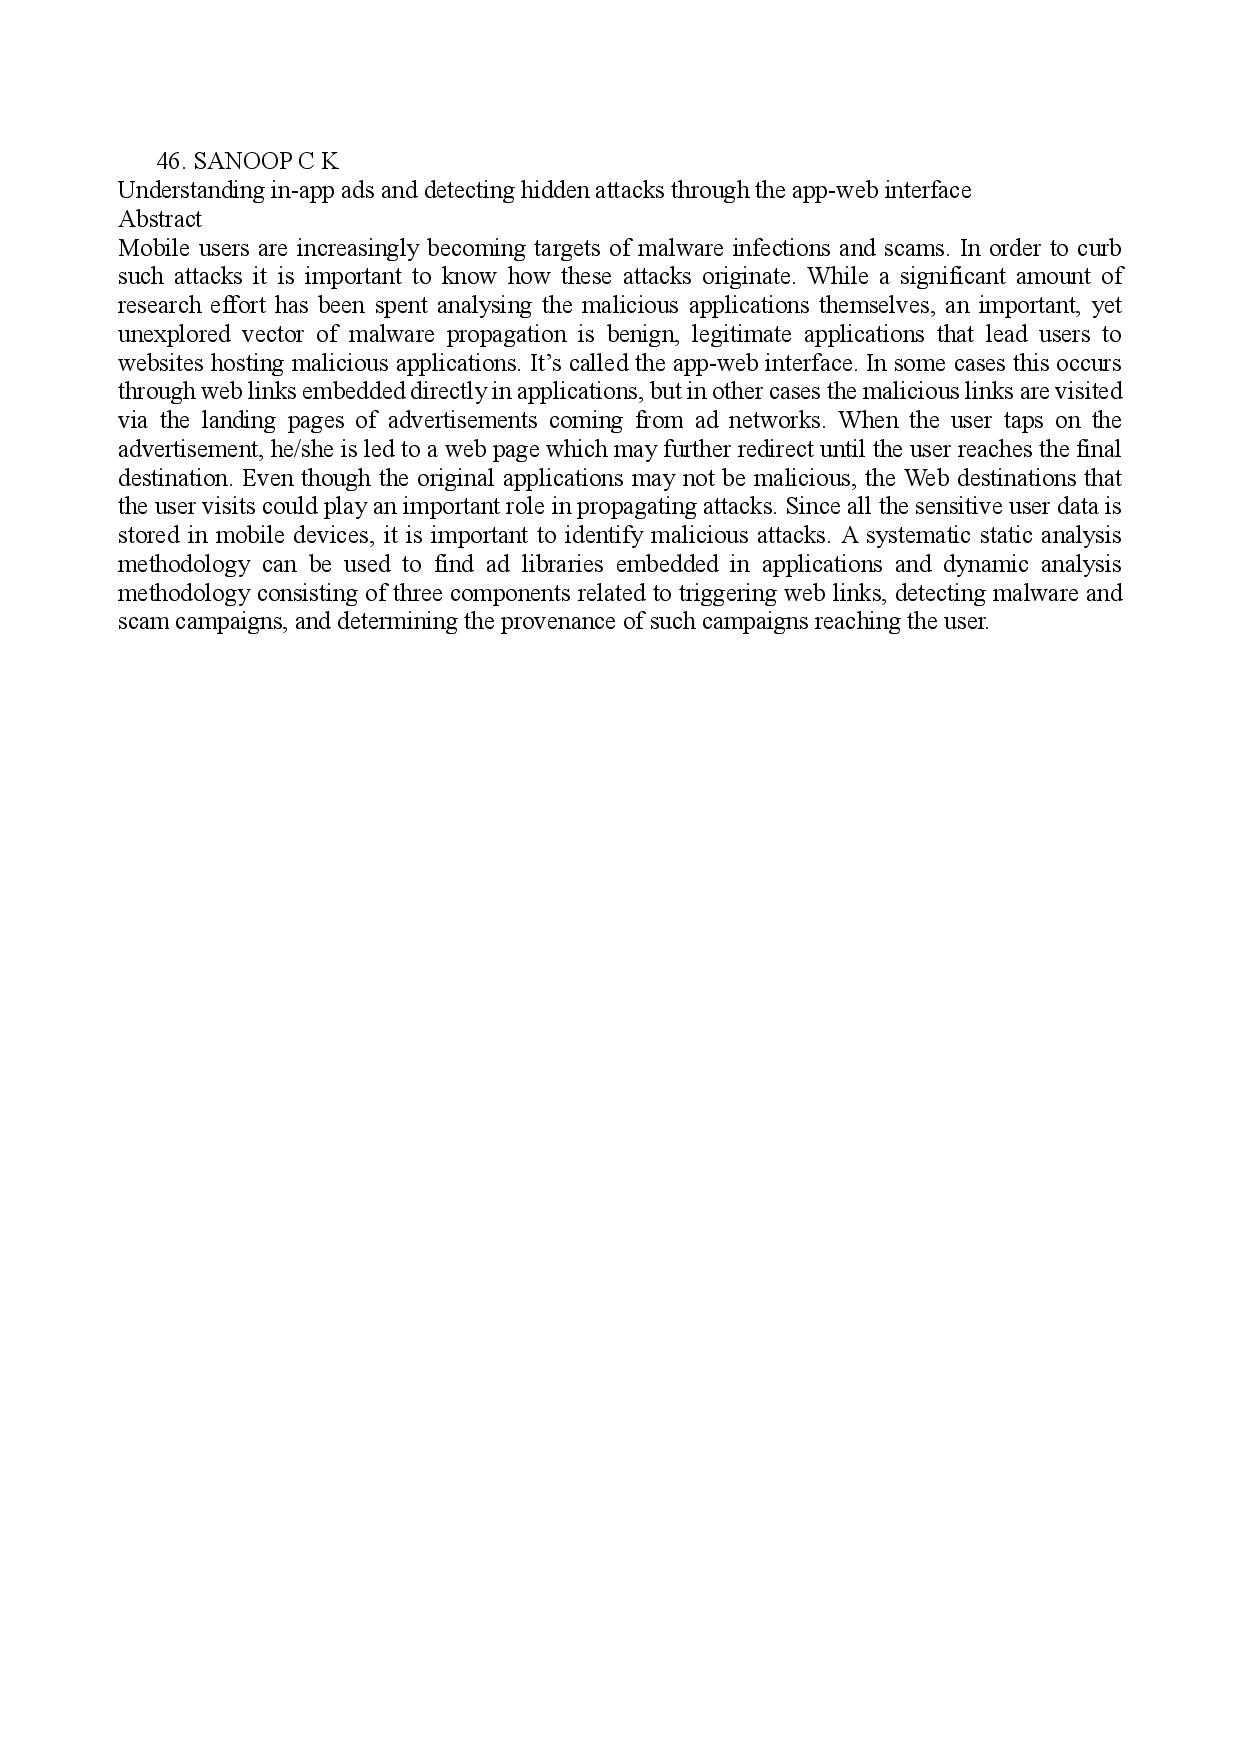 46. SANOOP C K
Understanding in-app ads and detecting hidden attacks through the app-web interface
Abstract
Mobile users are increasingly becoming targets of malware infections and scams. In order to curb
such attacks it is important to know how these attacks originate. While a significant amount of
research effort has been spent analysing the malicious applications themselves, an important, yet
unexplored vector of malware propagation is benign, legitimate applications that lead users to
websites hosting malicious applications. It’s called the app-web interface. In some cases this occurs
through web links embedded directly in applications, but in other cases the malicious links are visited
via the landing pages of advertisements coming from ad networks. When the user taps on the
advertisement, he/she is led to a web page which may further redirect until the user reaches the final
destination. Even though the original applications may not be malicious, the Web destinations that
the user visits could play an important role in propagating attacks. Since all the sensitive user data is
stored in mobile devices, it is important to identify malicious attacks. A systematic static analysis
methodology can be used to find ad libraries embedded in applications and dynamic analysis
methodology consisting of three components related to triggering web links, detecting malware and
scam campaigns, and determining the provenance of such campaigns reaching the user.